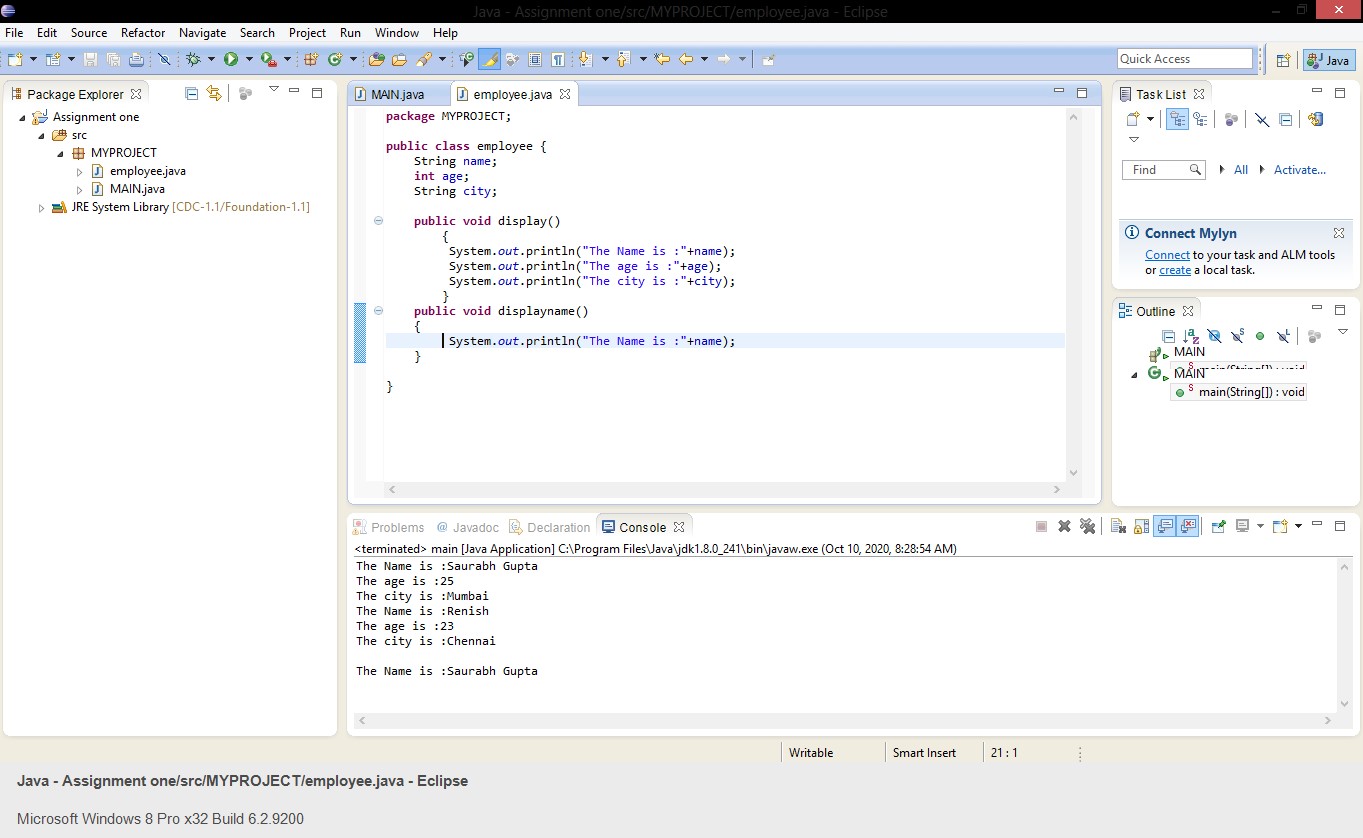 Java - Assignment one/src/MYPROJECT/employee.java - Eclipse
File Edit Source Refactor Navigate Search Project Run Window Help
Quick Access
Java
Package Explorer
Assignment one
src
MYPROJECT
employee.java
MAIN.java
JRE System Library [CDC-1.1/Foundation-1.1]
MAIN.java employee.java
package MYPROJECT;
public class employee {
String name;
int age;
String city;
public void display()
{
System.out.println("The Name is :"+name);
System.out.println("The age is :"+age);
System.out.println("The city is :"+city);
}
public void displayname()
{
System.out.println("The Name is :"+name);
}
}
Task List
Find All Activate...
Connect Mylyn
Connect to your task and ALM tools
or create a local task.
Outline
MAIN
main(String[]) : void
MAIN
main(String[]) : void
Problems @ Javadoc Declaration Console
<terminated> main [Java Application] C:\Program Files\Java\jdk1.8.0_241\bin\javaw.exe (Oct 10, 2020, 8:28:54 AM)
The Name is :Saurabh Gupta
The age is :25
The city is :Mumbai
The Name is :Renish
The age is :23
The city is :Chennai
The Name is :Saurabh Gupta
Writable Smart Insert 21 : 1
Java - Assignment one/src/MYPROJECT/employee.java - Eclipse
Microsoft Windows 8 Pro x32 Build 6.2.9200